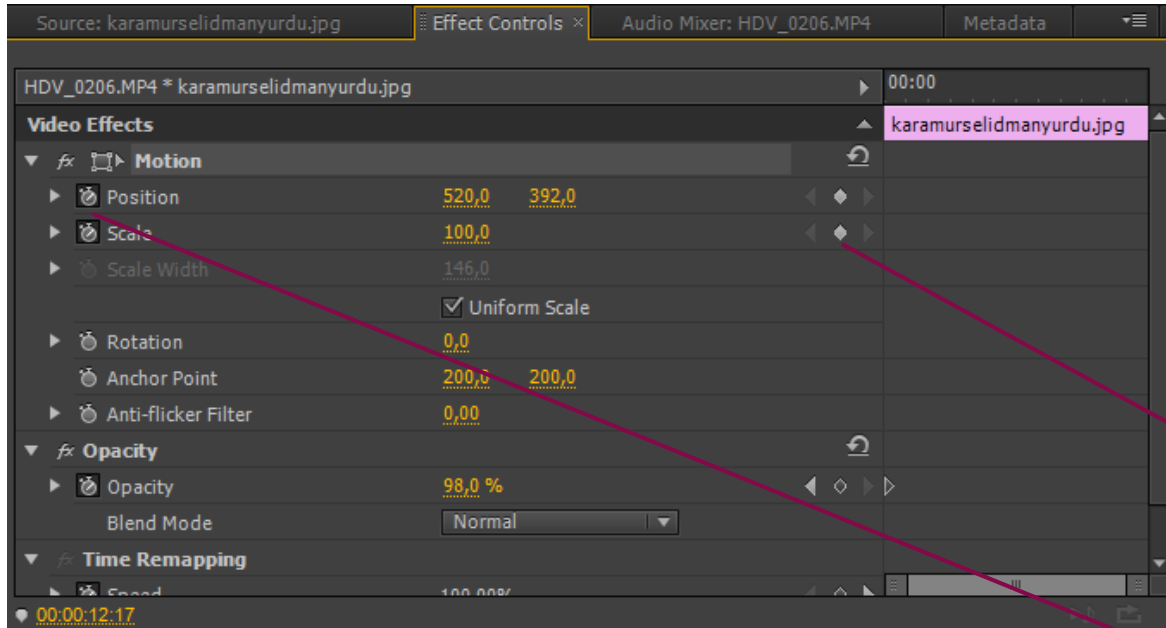 Source: karamurselidmanyurdu.jpg Effect Controls × Audio Mixer: HDV_0206.MP4 Metadata
HDV_0206.MP4 * karamurselidmanyurdu.jpg 00:00
Video Effects karamurselidmanyurdu.jpg
fx Motion
Position 520,0 392,0
Scale 100,0
Scale Width 146,0
Uniform Scale
Rotation 0,0
Anchor Point 200,0 200,0
Anti-flicker Filter 0,00
fx Opacity
Opacity 98,0 %
Blend Mode Normal
fx Time Remapping
Speed 100,00%
00:00:12:17